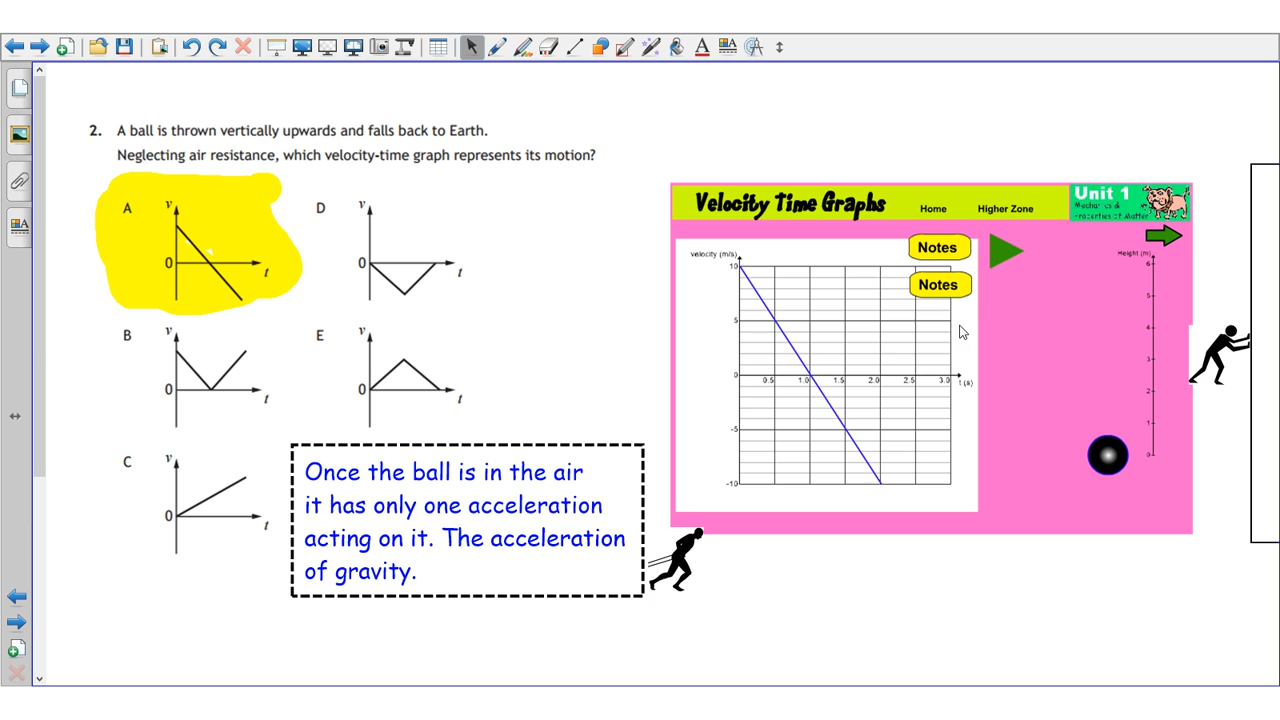 2. A ball is thrown vertically upwards and falls back to Earth.
Neglecting air resistance, which velocity-time graph represents its motion?
A
v
0
t
D
v
0
t
B
v
0
t
E
v
0
t
C
v
0
t
Once the ball is in the air
it has only one acceleration
acting on it. The acceleration
of gravity.
Velocity Time Graphs
Home
Higher Zone
Unit 1
Mechanics &
Properties of Matter
Notes
Notes
velocity (m/s)
10
5
0
-5
-10
0.5
1.0
1.5
2.0
2.5
3.0
t (s)
Height (m)
6
5
4
3
2
1
0